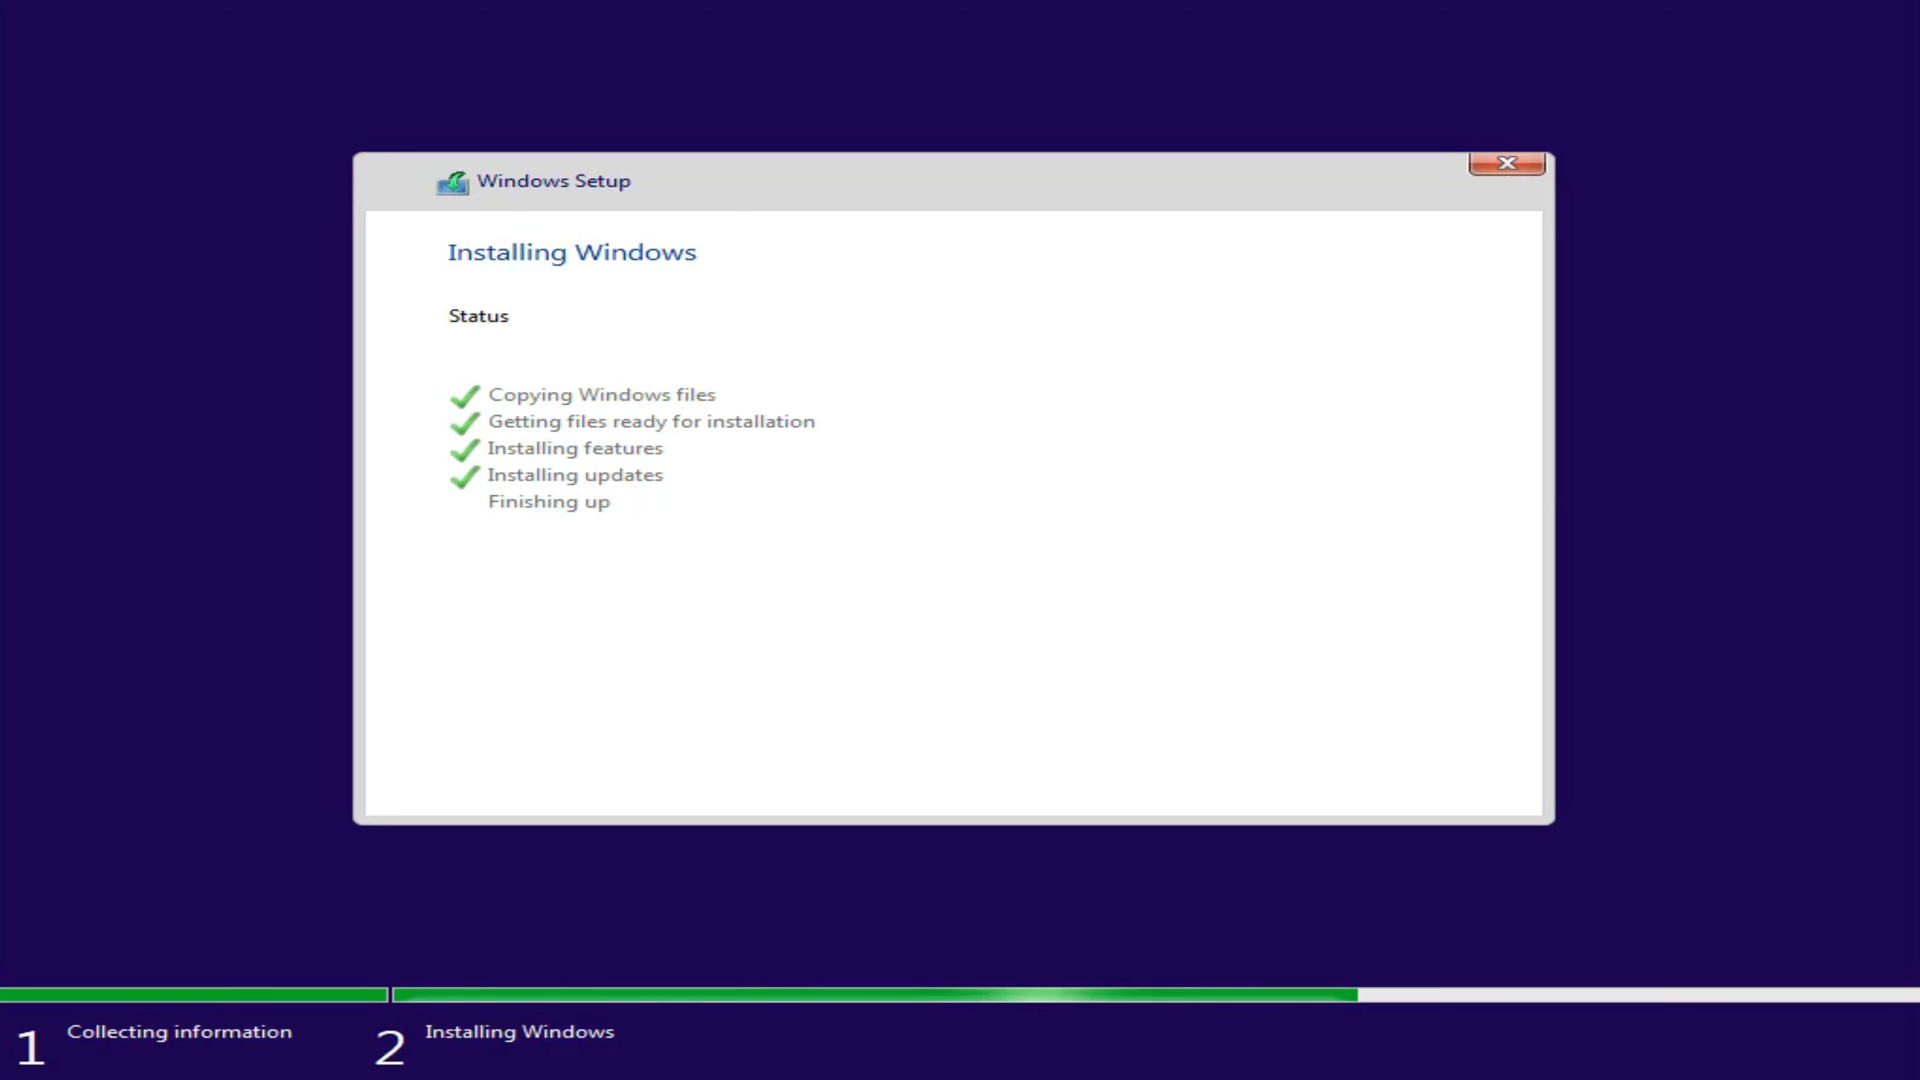 Windows Setup
Installing Windows
Status
Copying Windows files
Getting files ready for installation
Installing features
Installing updates
Finishing up
1 Collecting information
2 Installing Windows